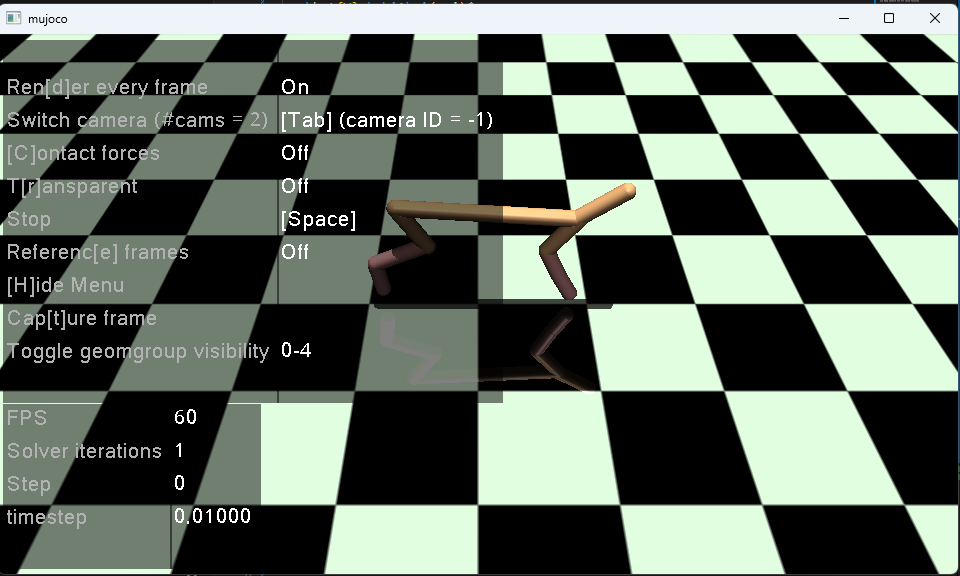 mujoco
Ren[d]er every frame On
Switch camera (#cams = 2) [Tab] (camera ID = -1)
[C]ontact forces Off
T[r]ansparent Off
Stop [Space]
Referenc[e] frames Off
[H]ide Menu
Cap[t]ure frame
Toggle geomgroup visibility 0-4
FPS 60
Solver iterations 1
Step 0
timestep 0.01000